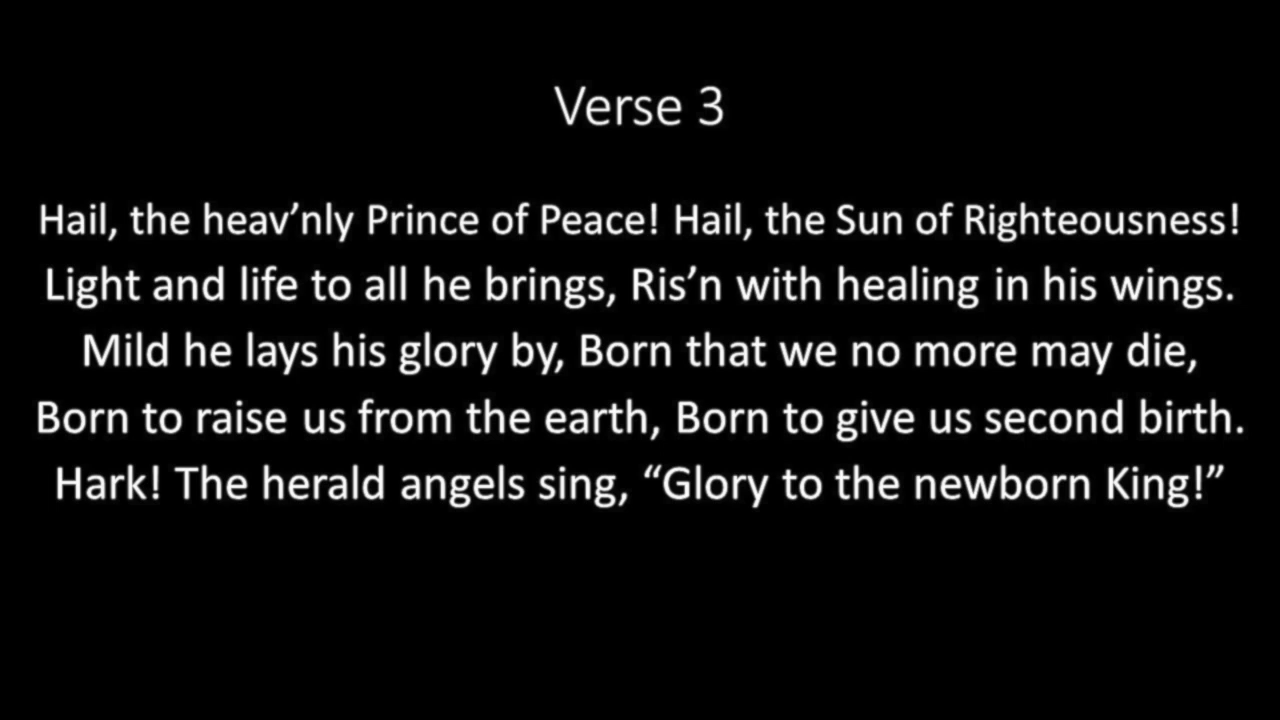 Verse 3
Hail, the heav’nly Prince of Peace! Hail, the Sun of Righteousness!
Light and life to all he brings, Ris’n with healing in his wings.
Mild he lays his glory by, Born that we no more may die,
Born to raise us from the earth, Born to give us second birth.
Hark! The herald angels sing, “Glory to the newborn King!”